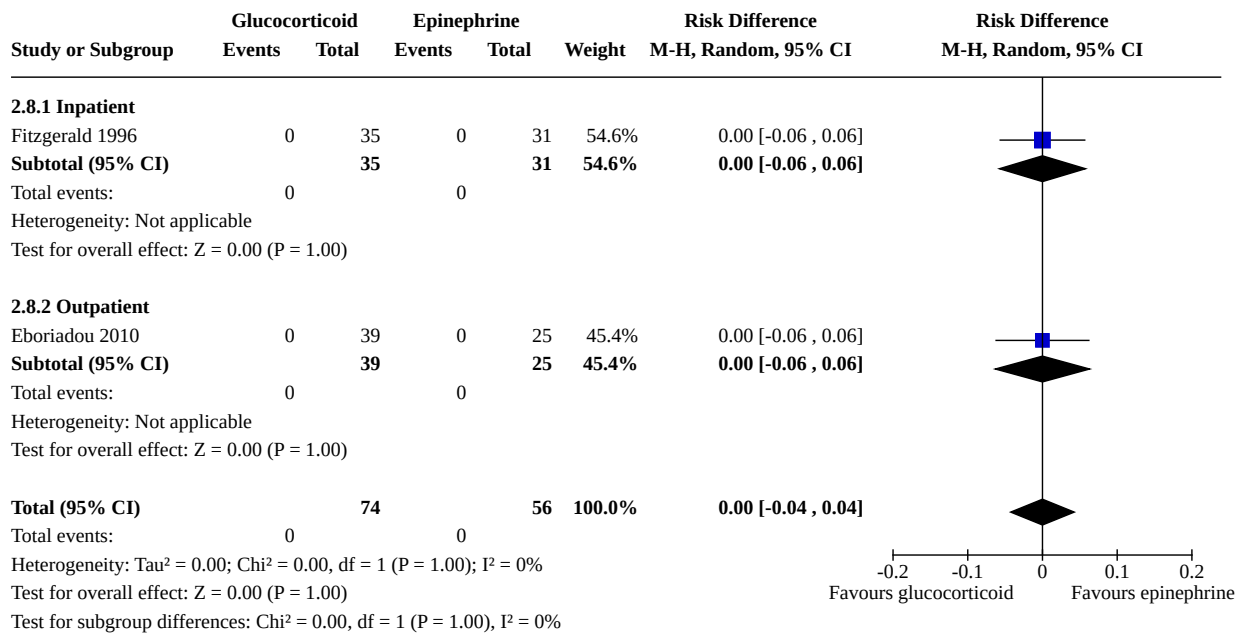 Glucocorticoid Epinephrine Risk Difference Risk Difference
Study or Subgroup Events Total Events Total Weight M-H, Random, 95% CI M-H, Random, 95% CI
2.8.1 Inpatient
Fitzgerald 1996 0 35 0 31 54.6% 0.00 [-0.06 , 0.06]
Subtotal (95% CI) 35 31 54.6% 0.00 [-0.06 , 0.06]
Total events: 0 0
Heterogeneity: Not applicable
Test for overall effect: Z = 0.00 (P = 1.00)
2.8.2 Outpatient
Eboriadou 2010 0 39 0 25 45.4% 0.00 [-0.06 , 0.06]
Subtotal (95% CI) 39 25 45.4% 0.00 [-0.06 , 0.06]
Total events: 0 0
Heterogeneity: Not applicable
Test for overall effect: Z = 0.00 (P = 1.00)
Total (95% CI) 74 56 100.0% 0.00 [-0.04 , 0.04]
Total events: 0 0
Heterogeneity: Tau² = 0.00; Chi² = 0.00, df = 1 (P = 1.00); I² = 0%
-0.2 -0.1 0 0.1 0.2
Test for overall effect: Z = 0.00 (P = 1.00) Favours glucocorticoid Favours epinephrine
Test for subgroup differences: Chi² = 0.00, df = 1 (P = 1.00), I² = 0%